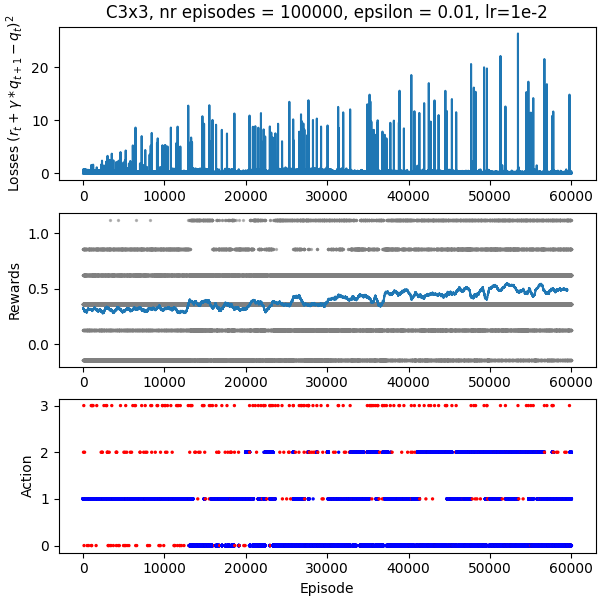 C3x3, nr episodes = 100000, epsilon = 0.01, lr=1e-2
Losses $(r_t + \gamma * q_{t+1} - q_t)^2$
20
10
0
0 10000 20000 30000 40000 50000 60000
Rewards
1.0
0.5
0.0
0 10000 20000 30000 40000 50000 60000
Action
3
2
1
0
0 10000 20000 30000 40000 50000 60000
Episode